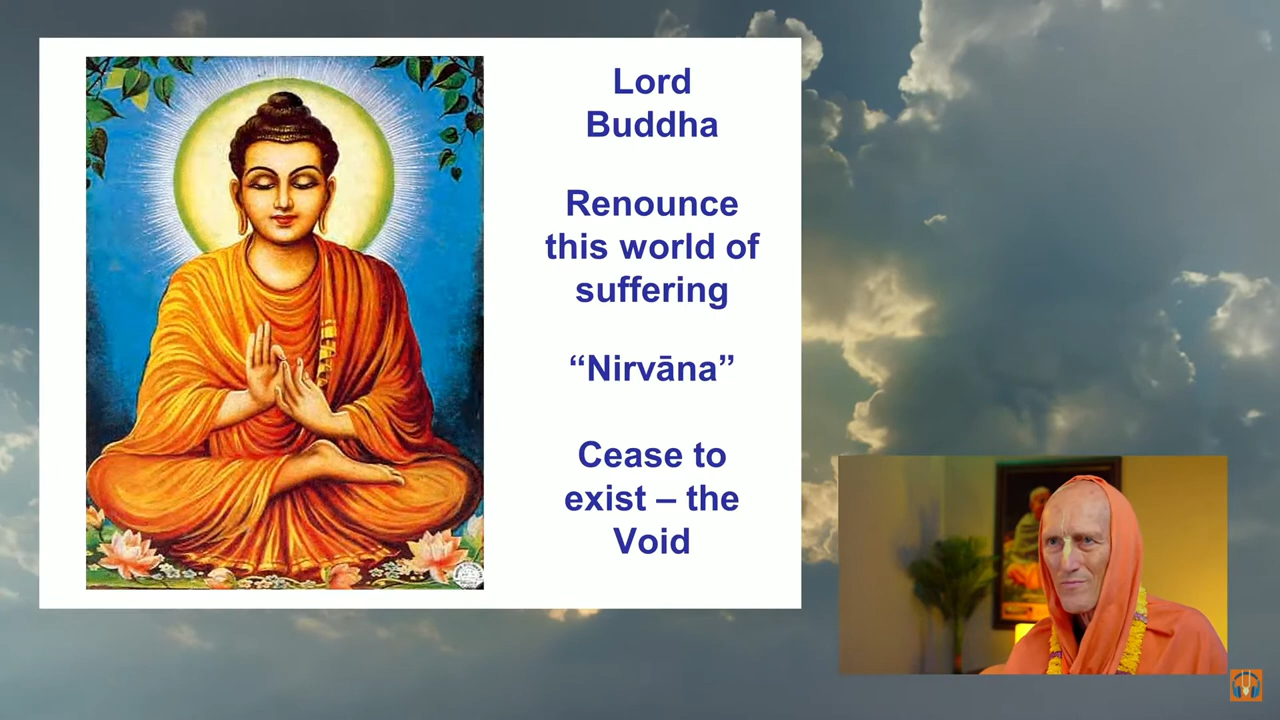 Lord
Buddha
Renounce
this world of
suffering
“Nirvāna”
Cease to
exist – the
Void